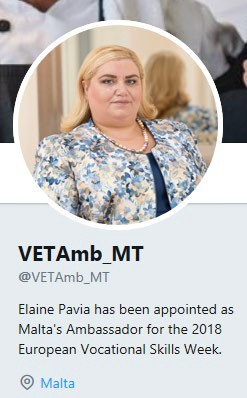 VETAmb_MT
@VETAmb_MT
Elaine Pavia has been appointed as
Malta's Ambassador for the 2018
European Vocational Skills Week.
Malta